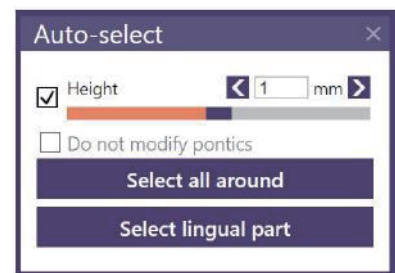 Auto-select
Height 1 mm
Do not modify pontics
Select all around
Select lingual part